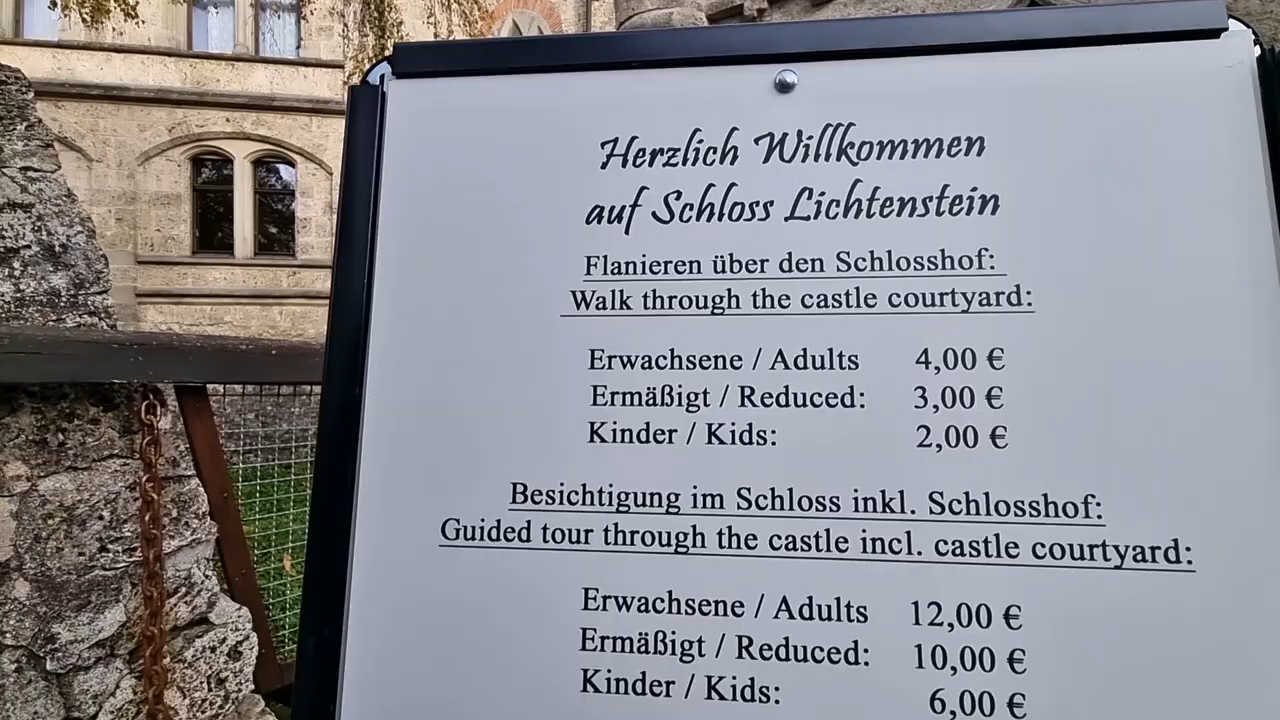 Herzlich Willkommen
auf Schloss Lichtenstein
Flanieren über den Schlosshof:
Walk through the castle courtyard:
Erwachsene / Adults 4,00 €
Ermäßigt / Reduced: 3,00 €
Kinder / Kids: 2,00 €
Besichtigung im Schloss inkl. Schlosshof:
Guided tour through the castle incl. castle courtyard:
Erwachsene / Adults 12,00 €
Ermäßigt / Reduced: 10,00 €
Kinder / Kids: 6,00 €